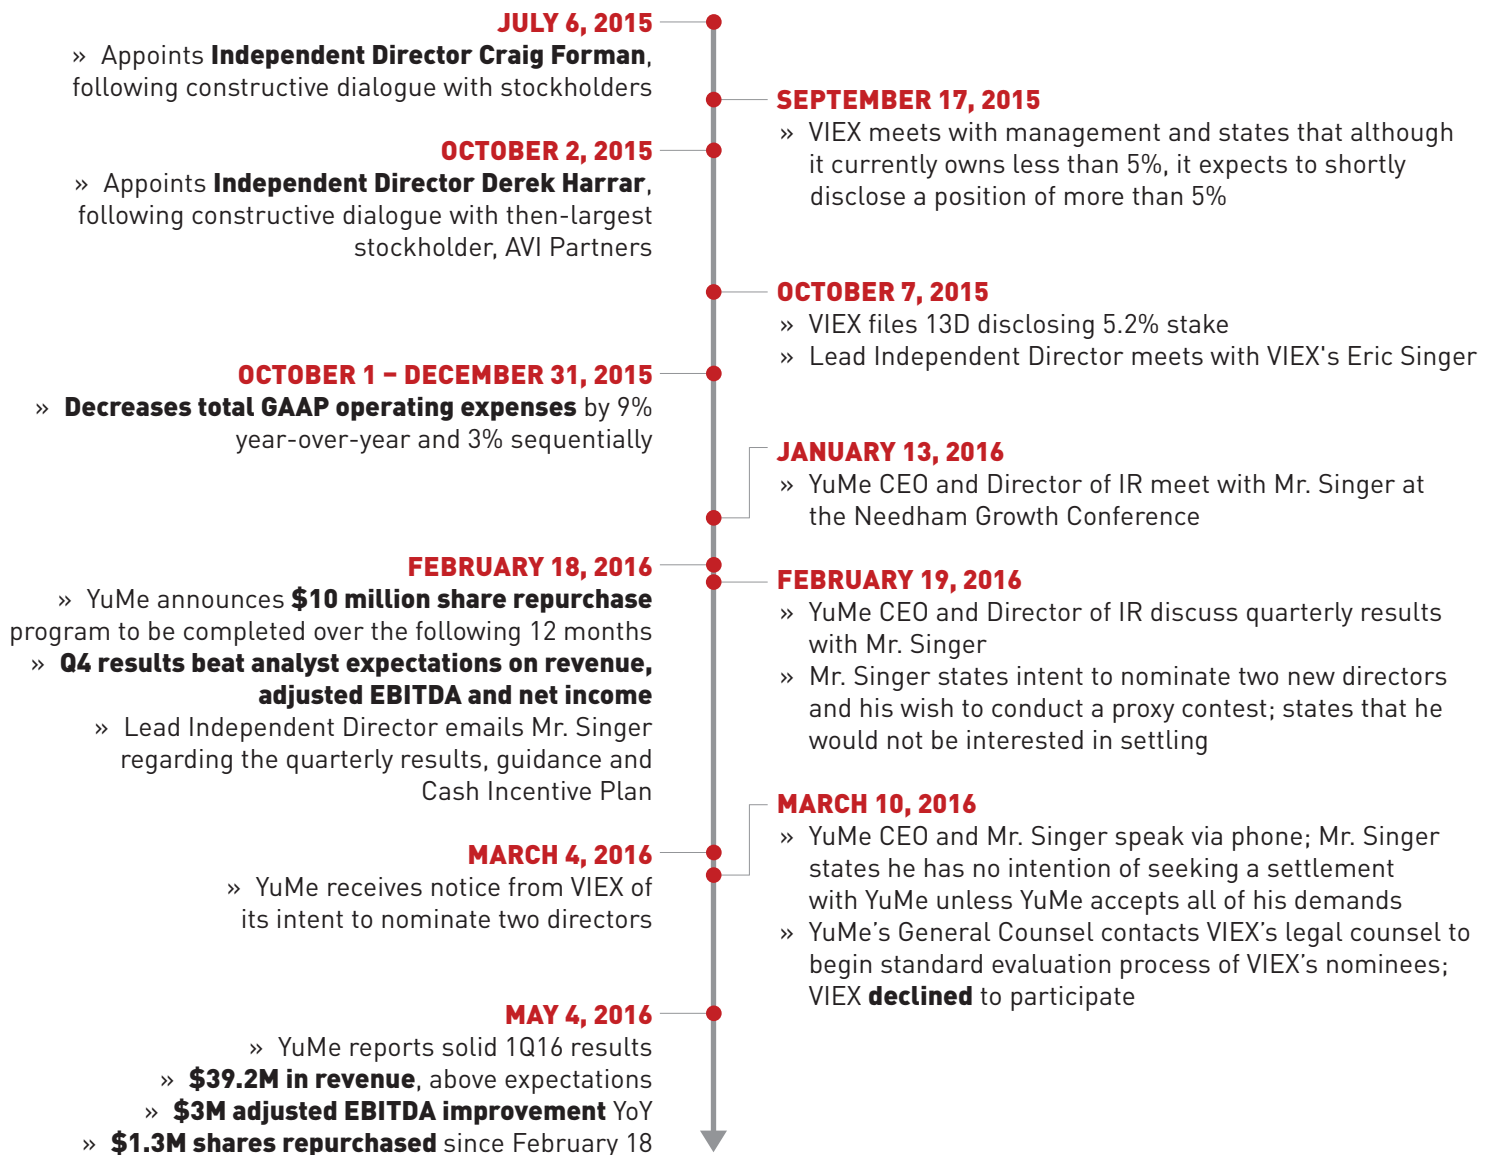 JULY 6, 2015
» Appoints Independent Director Craig Forman,
following constructive dialogue with stockholders
SEPTEMBER 17, 2015
» VIEX meets with management and states that although
it currently owns less than 5%, it expects to shortly
disclose a position of more than 5%
OCTOBER 2, 2015
» Appoints Independent Director Derek Harrar,
following constructive dialogue with then-largest
stockholder, AVI Partners
OCTOBER 7, 2015
» VIEX files 13D disclosing 5.2% stake
» Lead Independent Director meets with VIEX's Eric Singer
OCTOBER 1 – DECEMBER 31, 2015
» Decreases total GAAP operating expenses by 9%
year-over-year and 3% sequentially
JANUARY 13, 2016
» YuMe CEO and Director of IR meet with Mr. Singer at
the Needham Growth Conference
FEBRUARY 18, 2016
» YuMe announces $10 million share repurchase
program to be completed over the following 12 months
» Q4 results beat analyst expectations on revenue,
adjusted EBITDA and net income
» Lead Independent Director emails Mr. Singer
regarding the quarterly results, guidance and
Cash Incentive Plan
FEBRUARY 19, 2016
» YuMe CEO and Director of IR discuss quarterly results
with Mr. Singer
» Mr. Singer states intent to nominate two new directors
and his wish to conduct a proxy contest; states that he
would not be interested in settling
MARCH 4, 2016
» YuMe receives notice from VIEX of
its intent to nominate two directors
MARCH 10, 2016
» YuMe CEO and Mr. Singer speak via phone; Mr. Singer
states he has no intention of seeking a settlement
with YuMe unless YuMe accepts all of his demands
» YuMe’s General Counsel contacts VIEX’s legal counsel to
begin standard evaluation process of VIEX’s nominees;
VIEX declined to participate
MAY 4, 2016
» YuMe reports solid 1Q16 results
» $39.2M in revenue, above expectations
» $3M adjusted EBITDA improvement YoY
» $1.3M shares repurchased since February 18